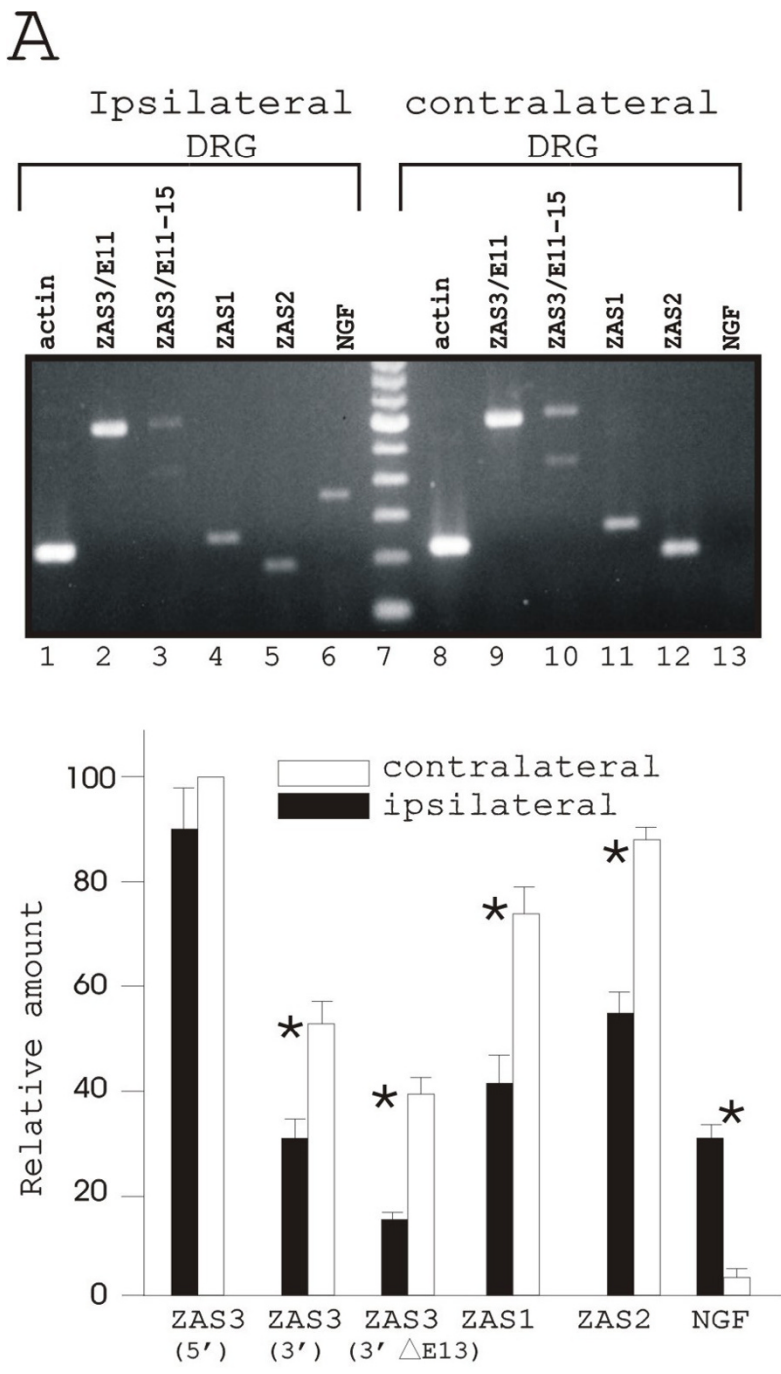 A
Ipsilateral contralateral
DRG DRG
actin ZAS3/E11 ZAS3/E11-15 ZAS1 ZAS2 NGF actin ZAS3/E11 ZAS3/E11-15 ZAS1 ZAS2 NGF
1 2 3 4 5 6 7 8 9 10 11 12 13
contralateral
ipsilateral
100
80
60
40
20
0
Relative amount
* * * * *
ZAS3 ZAS3 ZAS3 ZAS1 ZAS2 NGF
(5′) (3′) (3′ △E13)